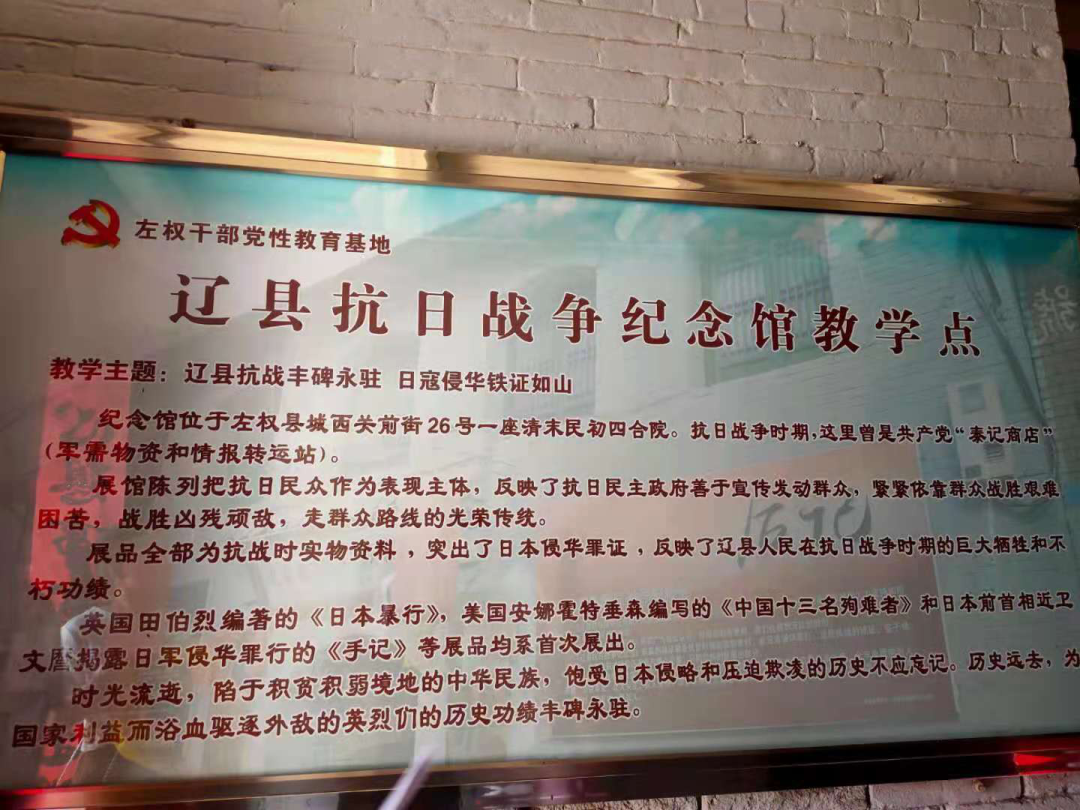 左权干部党性教育基地
辽县抗日战争纪念馆教学点
教学主题：辽县抗战丰碑永驻 日寇侵华铁证如山
纪念馆位于左权县城西关前街26号一座清末民初四合院。抗日战争时期，这里曾是共产党“秦记商店”
（军需物资和情报转运站）。
展馆陈列把抗日民众作为表现主体，反映了抗日民主政府善于宣传发动群众，紧紧依靠群众战胜艰难
困苦，战胜凶残顽敌，走群众路线的光荣传统。
展品全部为抗战时实物资料，突出了日本侵华罪证，反映了辽县人民在抗日战争时期的巨大牺牲和不
朽功绩。
英国田伯烈编著的《日本暴行》，美国安娜霍特垂森编写的《中国十三名殉难者》和日本前首相近卫
文麿揭露日军侵华罪行的《手记》等展品均系首次展出。
时光流逝，陷于积贫积弱境地的中华民族，饱受日本侵略和压迫欺凌的历史不应忘记。历史远去，为
国家利益而浴血驱逐外敌的英烈们的历史功绩丰碑永驻。
號
后记